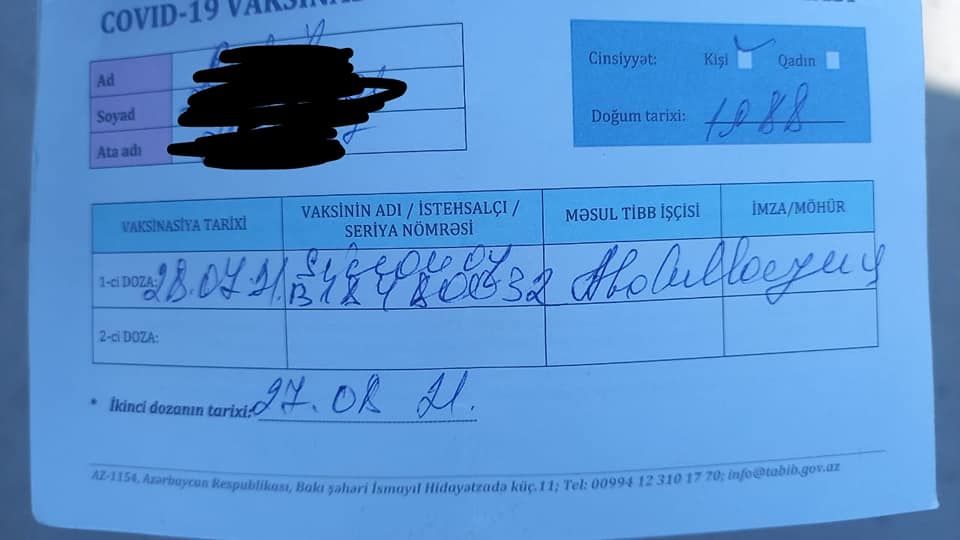 COVID-19
Ad
Soyad
Ata adı
Cinsiyyət: Kişi Qadın
Doğum tarixi: 1988
VAKSİNASİYA TARİXİ
VAKSİNİN ADI / İSTEHSALÇI /
SERİYA NÖMRƏSİ
MƏSUL TİBB İŞÇİSİ
İMZA/MÖHÜR
1-ci DOZA: 28.07.21.
2-ci DOZA:
* İkinci dozanın tarixi: 27.08 21.
AZ-1154, Azərbaycan Respublikası, Bakı şəhəri İsmayıl Hidayətzadə küç.11; Tel: 00994 12 310 17 70; info@tabib.gov.az